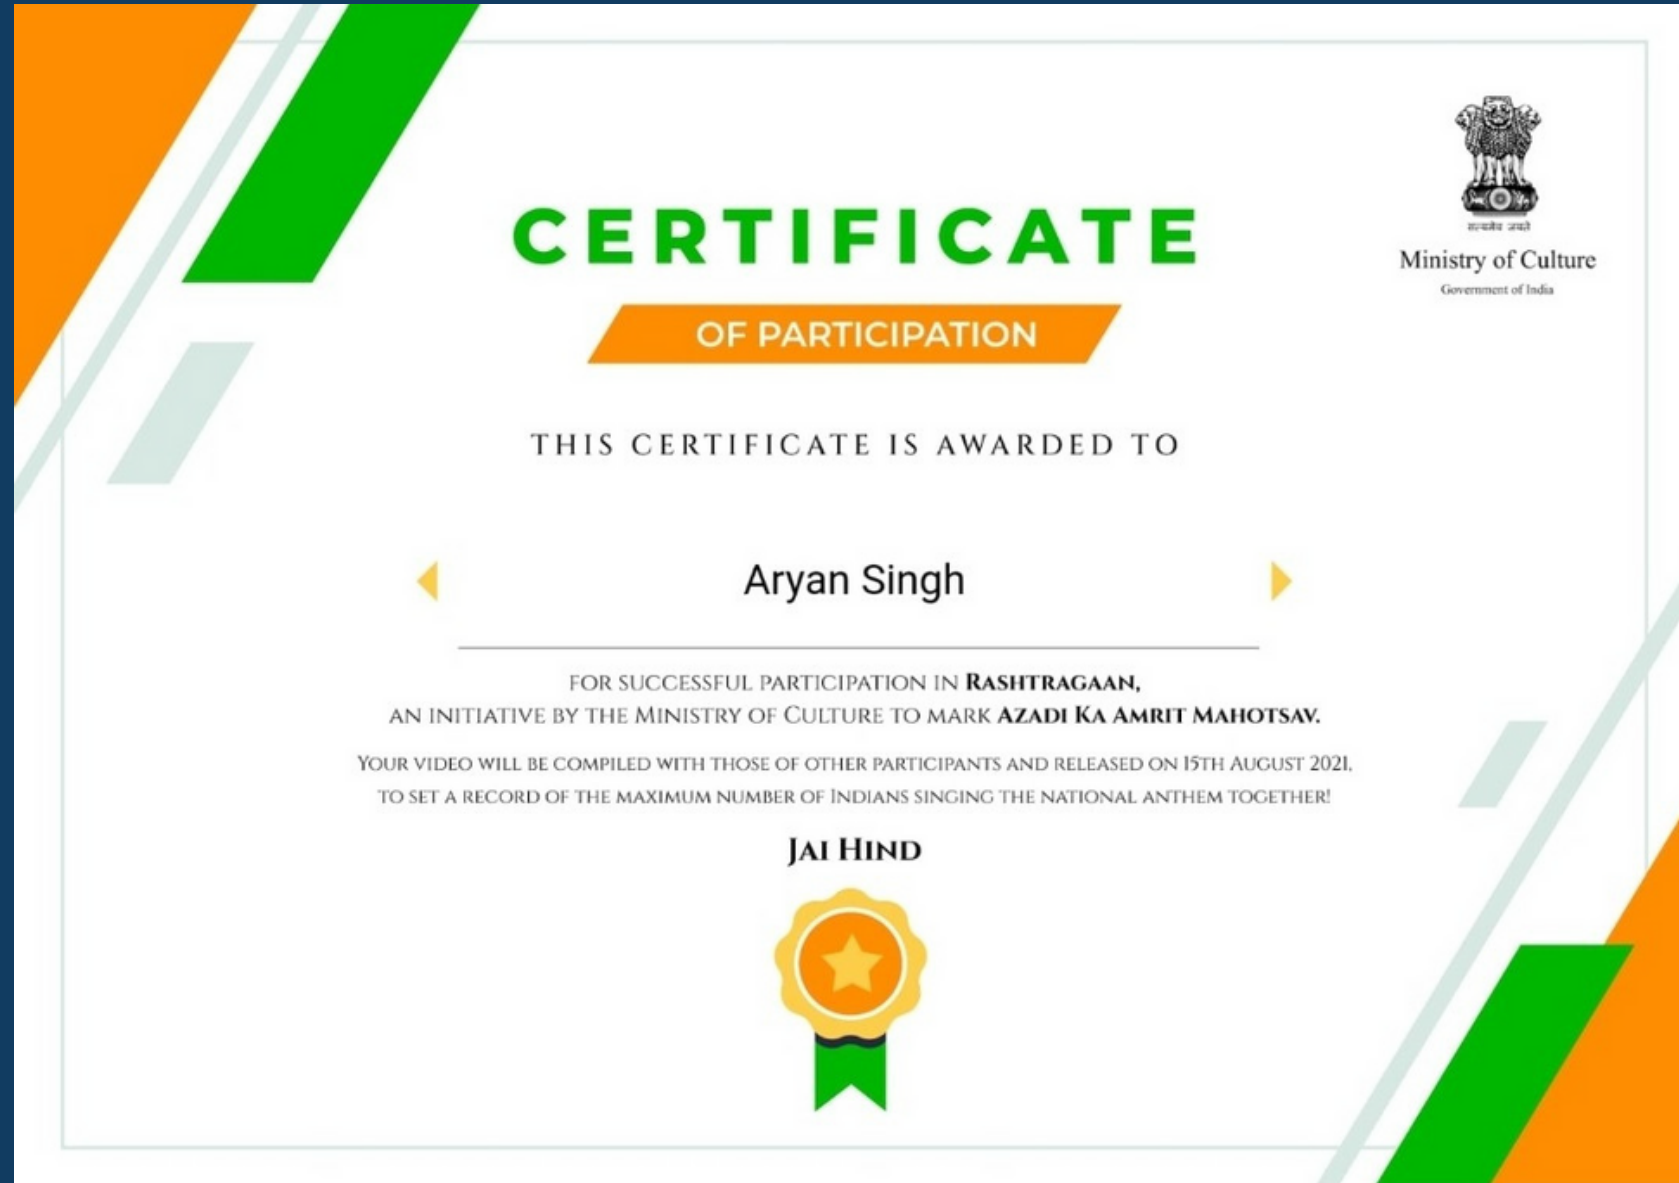 CERTIFICATE
OF PARTICIPATION
सत्यमेव जयते
Ministry of Culture
Government of India
THIS CERTIFICATE IS AWARDED TO
Aryan Singh
FOR SUCCESSFUL PARTICIPATION IN RASHTRAGAAN,
AN INITIATIVE BY THE MINISTRY OF CULTURE TO MARK AZADI KA AMRIT MAHOTSAV.
YOUR VIDEO WILL BE COMPILED WITH THOSE OF OTHER PARTICIPANTS AND RELEASED ON 15TH AUGUST 2021,
TO SET A RECORD OF THE MAXIMUM NUMBER OF INDIANS SINGING THE NATIONAL ANTHEM TOGETHER!
JAI HIND